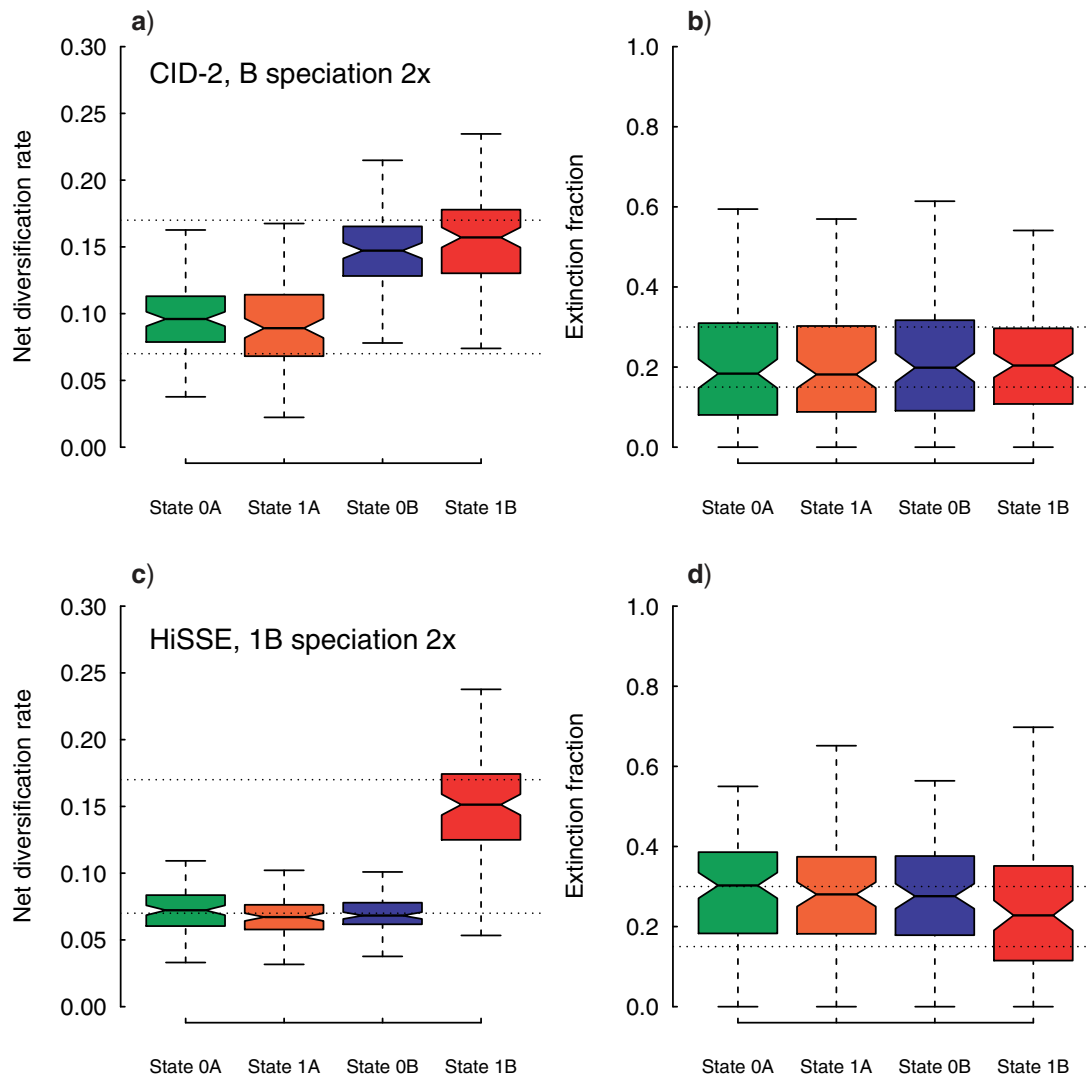 a)
b)
CID-2, B speciation 2x
Net diversification rate
0.30
0.25
0.20
0.15
0.10
0.05
0.00
State 0A State 1A State 0B State 1B
Extinction fraction
1.0
0.8
0.6
0.4
0.2
0.0
State 0A State 1A State 0B State 1B
c)
d)
HiSSE, 1B speciation 2x
Net diversification rate
0.30
0.25
0.20
0.15
0.10
0.05
0.00
State 0A State 1A State 0B State 1B
Extinction fraction
1.0
0.8
0.6
0.4
0.2
0.0
State 0A State 1A State 0B State 1B